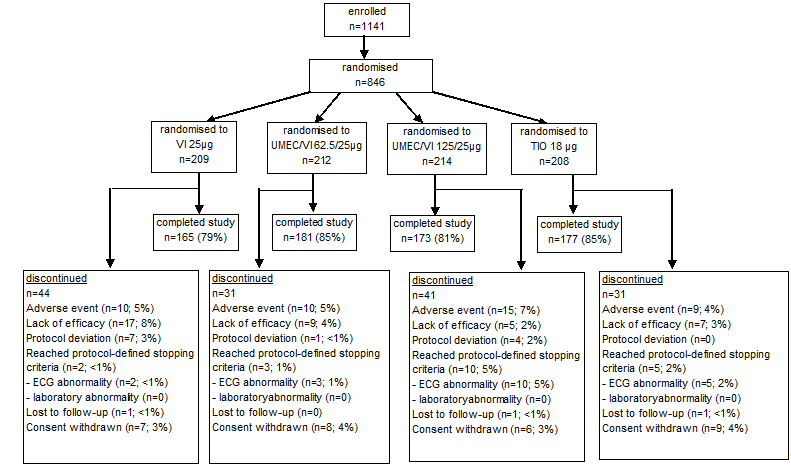 enrolled
n=1141
randomised
n=846
randomised to
VI 25µg
n=209
randomised to
UMEC/VI 62.5/25µg
n=212
randomised to
UMEC/VI 125/25µg
n=214
randomised to
TIO 18 µg
n=208
completed study
n=165 (79%)
completed study
n=181 (85%)
completed study
n=173 (81%)
completed study
n=177 (85%)
discontinued
n=44
Adverse event (n=10; 5%)
Lack of efficacy (n=17; 8%)
Protocol deviation (n=7; 3%)
Reached protocol-defined stopping
criteria (n=2; <1%)
- ECG abnormality (n=2; <1%)
- laboratory abnormality (n=0)
Lost to follow-up (n=1; <1%)
Consent withdrawn (n=7; 3%)
discontinued
n=31
Adverse event (n=10; 5%)
Lack of efficacy (n=9; 4%)
Protocol deviation (n=1; <1%)
Reached protocol-defined stopping
criteria (n=3; 1%)
- ECG abnormality (n=3; 1%)
- laboratoryabnormality (n=0)
Lost to follow-up (n=0)
Consent withdrawn (n=8; 4%)
discontinued
n=41
Adverse event (n=15; 7%)
Lack of efficacy (n=5; 2%)
Protocol deviation (n=4; 2%)
Reached protocol-defined stopping
criteria (n=10; 5%)
- ECG abnormality (n=10; 5%)
- laboratoryabnormality (n=0)
Lost to follow-up (n=1; <1%)
Consent withdrawn (n=6; 3%)
discontinued
n=31
Adverse event (n=9; 4%)
Lack of efficacy (n=7; 3%)
Protocol deviation (n=0)
Reached protocol-defined stopping
criteria (n=5; 2%)
- ECG abnormality (n=5; 2%)
- laboratoryabnormality (n=0)
Lost to follow-up (n=1; <1%)
Consent withdrawn (n=9; 4%)